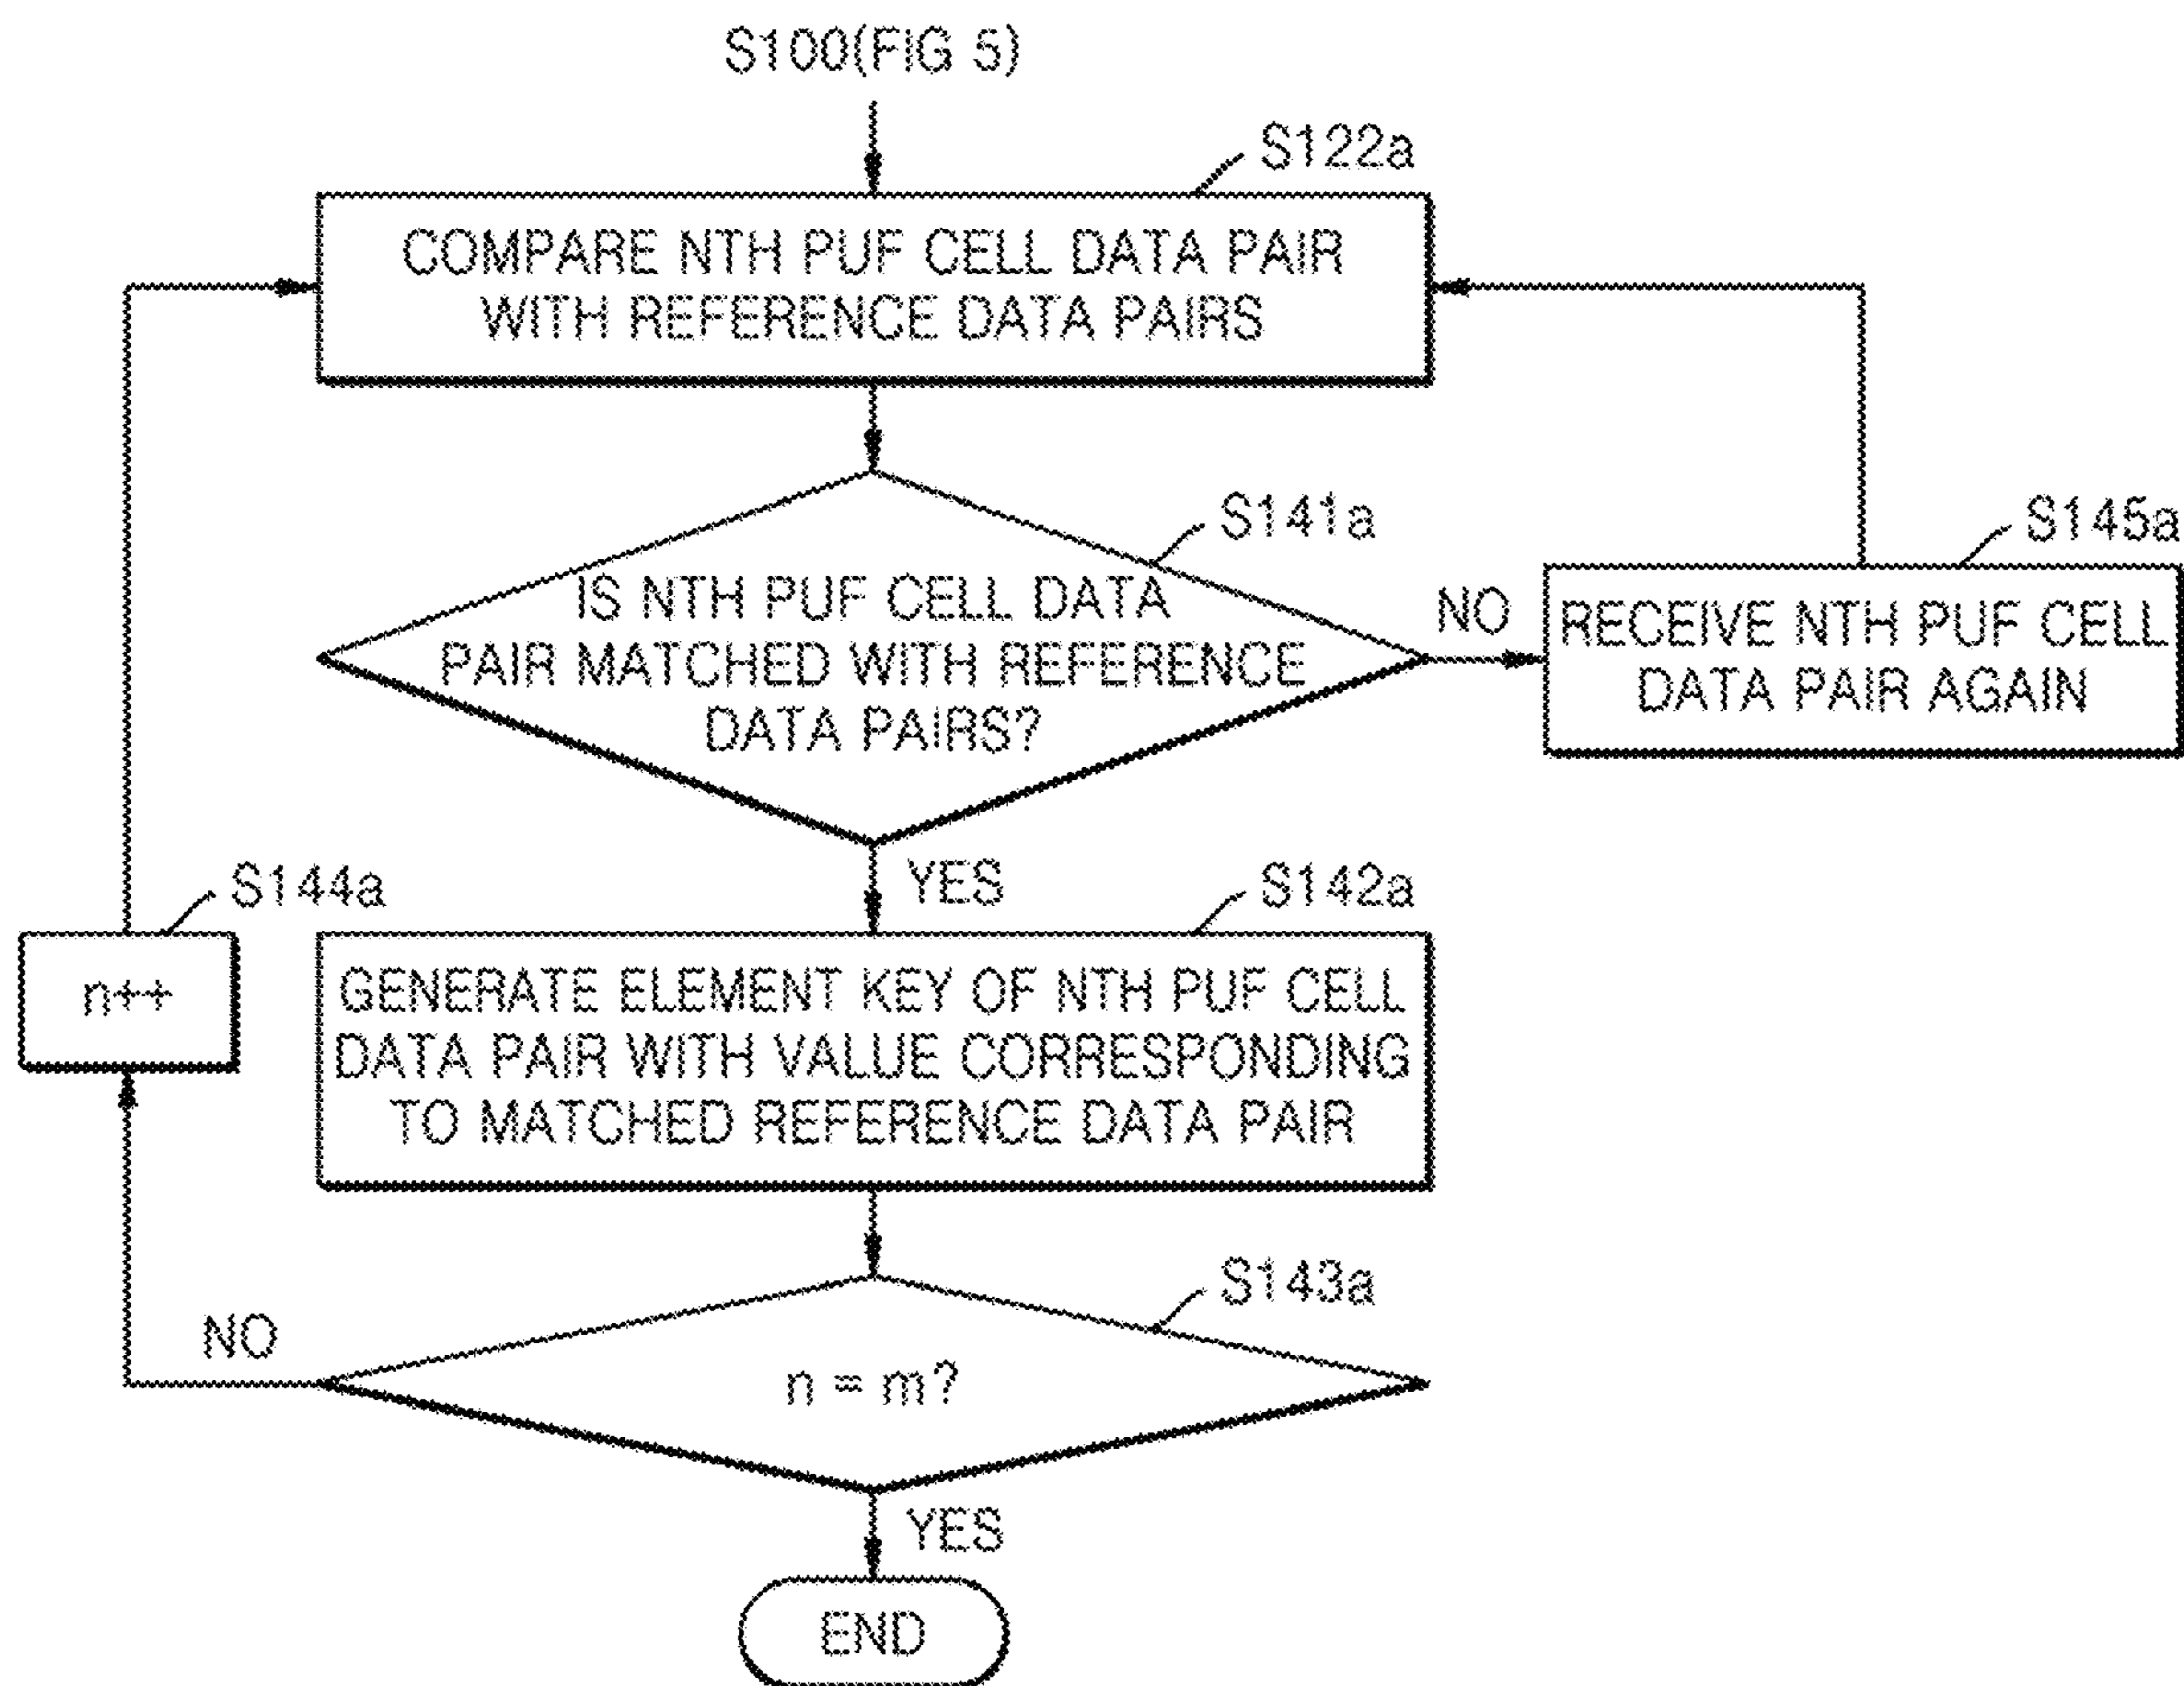 S100(FIG 5)
S122a
COMPARE NTH PUF CELL DATA PAIR
WITH REFERENCE DATA PAIRS
S141a
IS NTH PUF CELL DATA
PAIR MATCHED WITH REFERENCE
DATA PAIRS?
NO
S145a
RECEIVE NTH PUF CELL
DATA PAIR AGAIN
YES
S144a
n++
S142a
GENERATE ELEMENT KEY OF NTH PUF CELL
DATA PAIR WITH VALUE CORRESPONDING
TO MATCHED REFERENCE DATA PAIR
S143a
NO
n = m?
YES
END